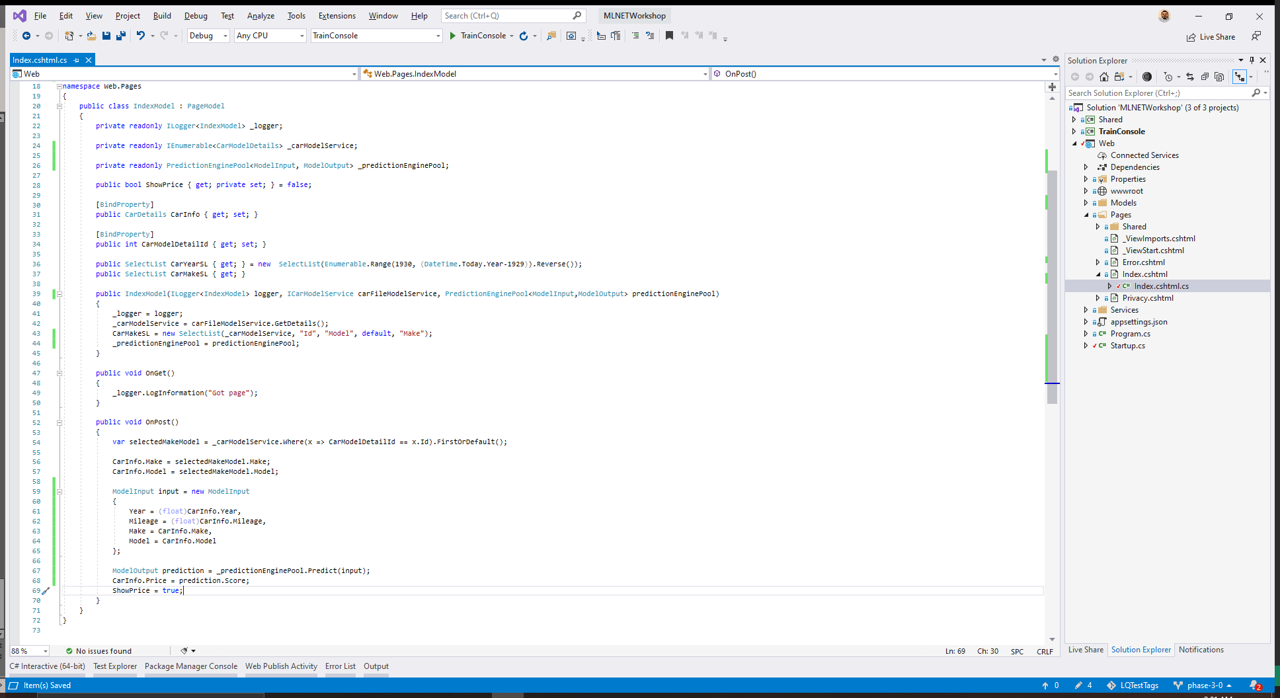 File Edit View Project Build Debug Test Analyze Tools Extensions Window Help Search (Ctrl+Q) MLNETWorkshop
Live Share
Debug Any CPU TrainConsole TrainConsole
Index.cshtml.cs
Web Web.Pages.IndexModel OnPost()
18 namespace Web.Pages
19 {
20 public class IndexModel : PageModel
21 {
22 private readonly ILogger<IndexModel> _logger;
23
24 private readonly IEnumerable<CarModelDetails> _carModelService;
25
26 private readonly PredictionEnginePool<ModelInput, ModelOutput> _predictionEnginePool;
27
28 public bool ShowPrice { get; private set; } = false;
29
30 [BindProperty]
31 public CarDetails CarInfo { get; set; }
32
33 [BindProperty]
34 public int CarModelDetailId { get; set; }
35
36 public SelectList CarYearSL { get; } = new SelectList(Enumerable.Range(1930, (DateTime.Today.Year-1929)).Reverse());
37 public SelectList CarMakeSL { get; }
38
39 public IndexModel(ILogger<IndexModel> logger, ICarModelService carFileModelService, PredictionEnginePool<ModelInput,ModelOutput> predictionEnginePool)
40 {
41 _logger = logger;
42 _carModelService = carFileModelService.GetDetails();
43 CarMakeSL = new SelectList(_carModelService, "Id", "Model", default, "Make");
44 _predictionEnginePool = predictionEnginePool;
45 }
46
47 public void OnGet()
48 {
49 _logger.LogInformation("Got page");
50 }
51
52 public void OnPost()
53 {
54 var selectedMakeModel = _carModelService.Where(x => CarModelDetailId == x.Id).FirstOrDefault();
55
56 CarInfo.Make = selectedMakeModel.Make;
57 CarInfo.Model = selectedMakeModel.Model;
58
59 ModelInput input = new ModelInput
60 {
61 Year = (float)CarInfo.Year,
62 Mileage = (float)CarInfo.Mileage,
63 Make = CarInfo.Make,
64 Model = CarInfo.Model
65 };
66
67 ModelOutput prediction = _predictionEnginePool.Predict(input);
68 CarInfo.Price = prediction.Score;
69 ShowPrice = true;
70 }
71 }
72 }
73
88 % No issues found Ln: 69 Ch: 30 SPC CRLF
Solution Explorer
Search Solution Explorer (Ctrl+;)
Solution 'MLNETWorkshop' (3 of 3 projects)
Shared
TrainConsole
Web
Connected Services
Dependencies
Properties
wwwroot
Models
Pages
Shared
_ViewImports.cshtml
_ViewStart.cshtml
Error.cshtml
Index.cshtml
Index.cshtml.cs
Privacy.cshtml
Services
appsettings.json
Program.cs
Startup.cs
Live Share Solution Explorer Notifications
C# Interactive (64-bit) Test Explorer Package Manager Console Web Publish Activity Error List Output
Item(s) Saved 0 4 LQTestTags phase-3-0 2